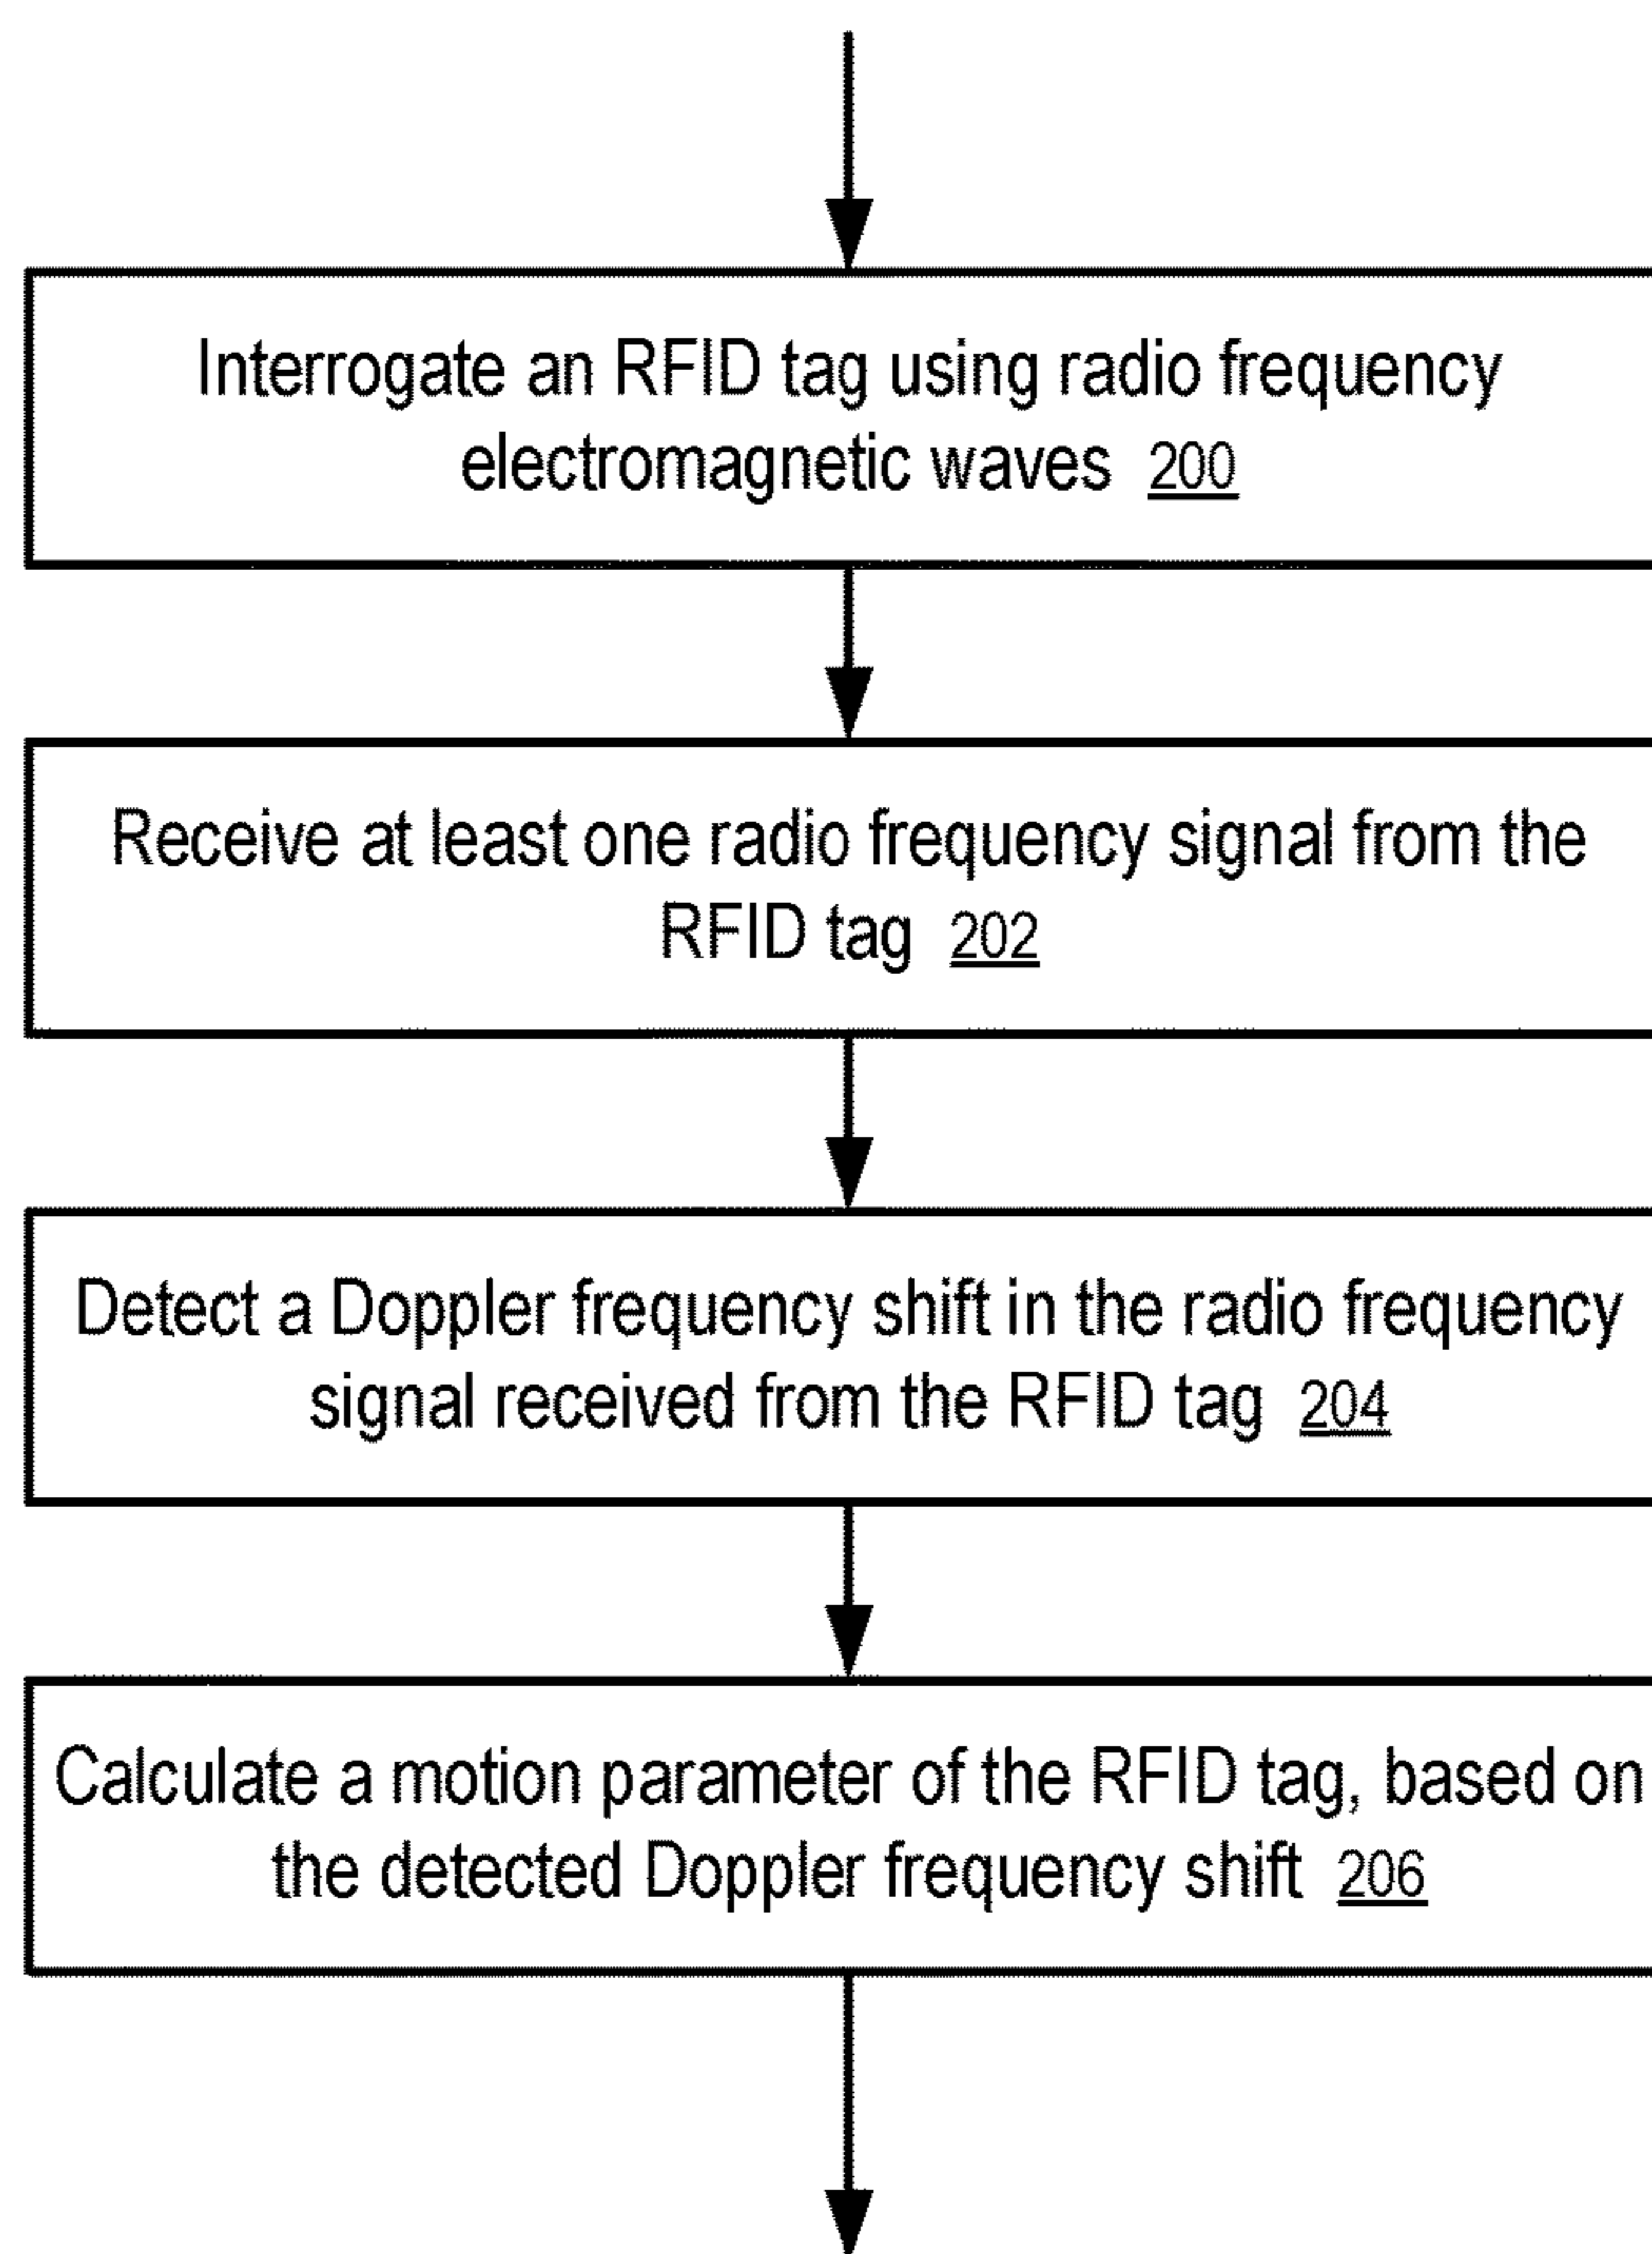 Interrogate an RFID tag using radio frequency
electromagnetic waves 200
Receive at least one radio frequency signal from the
RFID tag 202
Detect a Doppler frequency shift in the radio frequency
signal received from the RFID tag 204
Calculate a motion parameter of the RFID tag, based on
the detected Doppler frequency shift 206